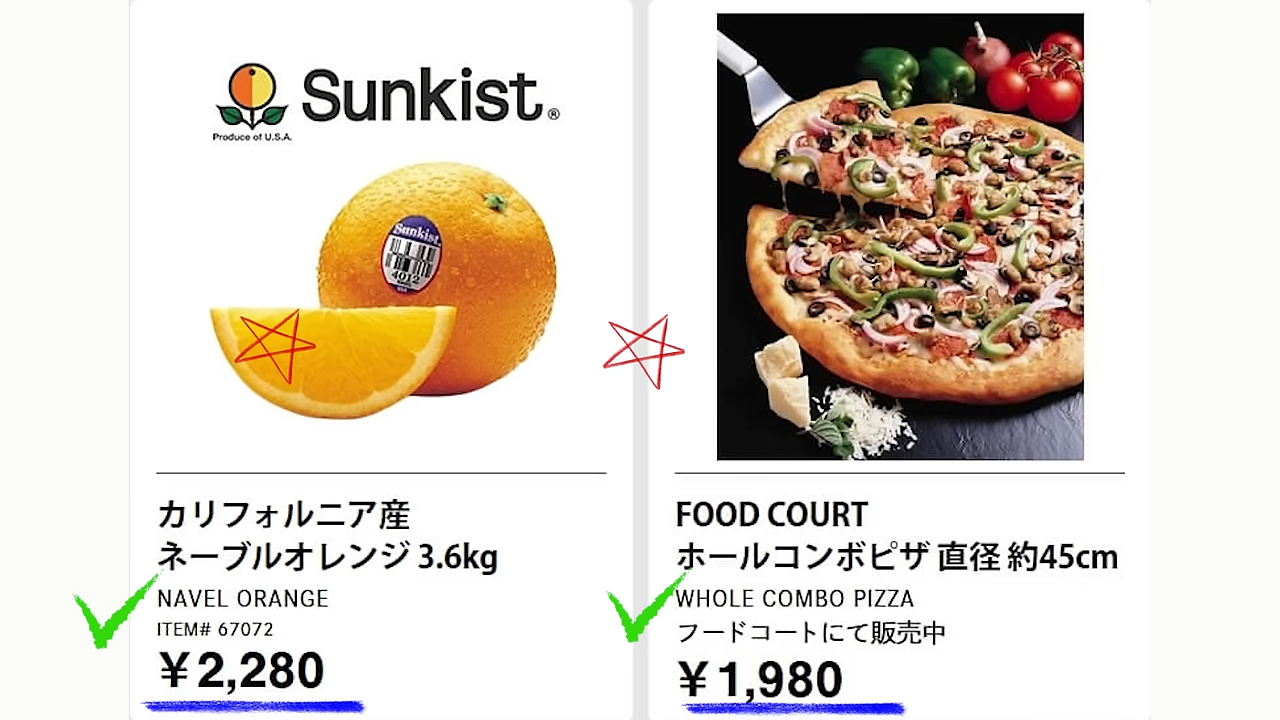 Sunkist®
Produce of U.S.A.
Sunkist
4012
カリフォルニア産
ネーブルオレンジ 3.6kg
NAVEL ORANGE
ITEM# 67072
¥2,280
FOOD COURT
ホールコンボピザ 直径 約45cm
WHOLE COMBO PIZZA
フードコートにて販売中
¥1,980